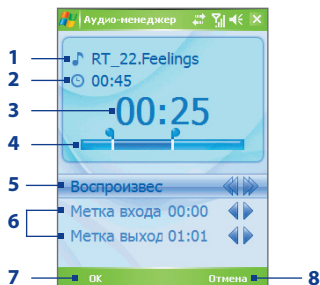 Аудио-менеджер
1 RT_22.Feelings
2 00:45
3 00:25
4
5 Воспроизвес
6 Метка входа 00:00
Метка выход 01:01
7 OK Отмена 8